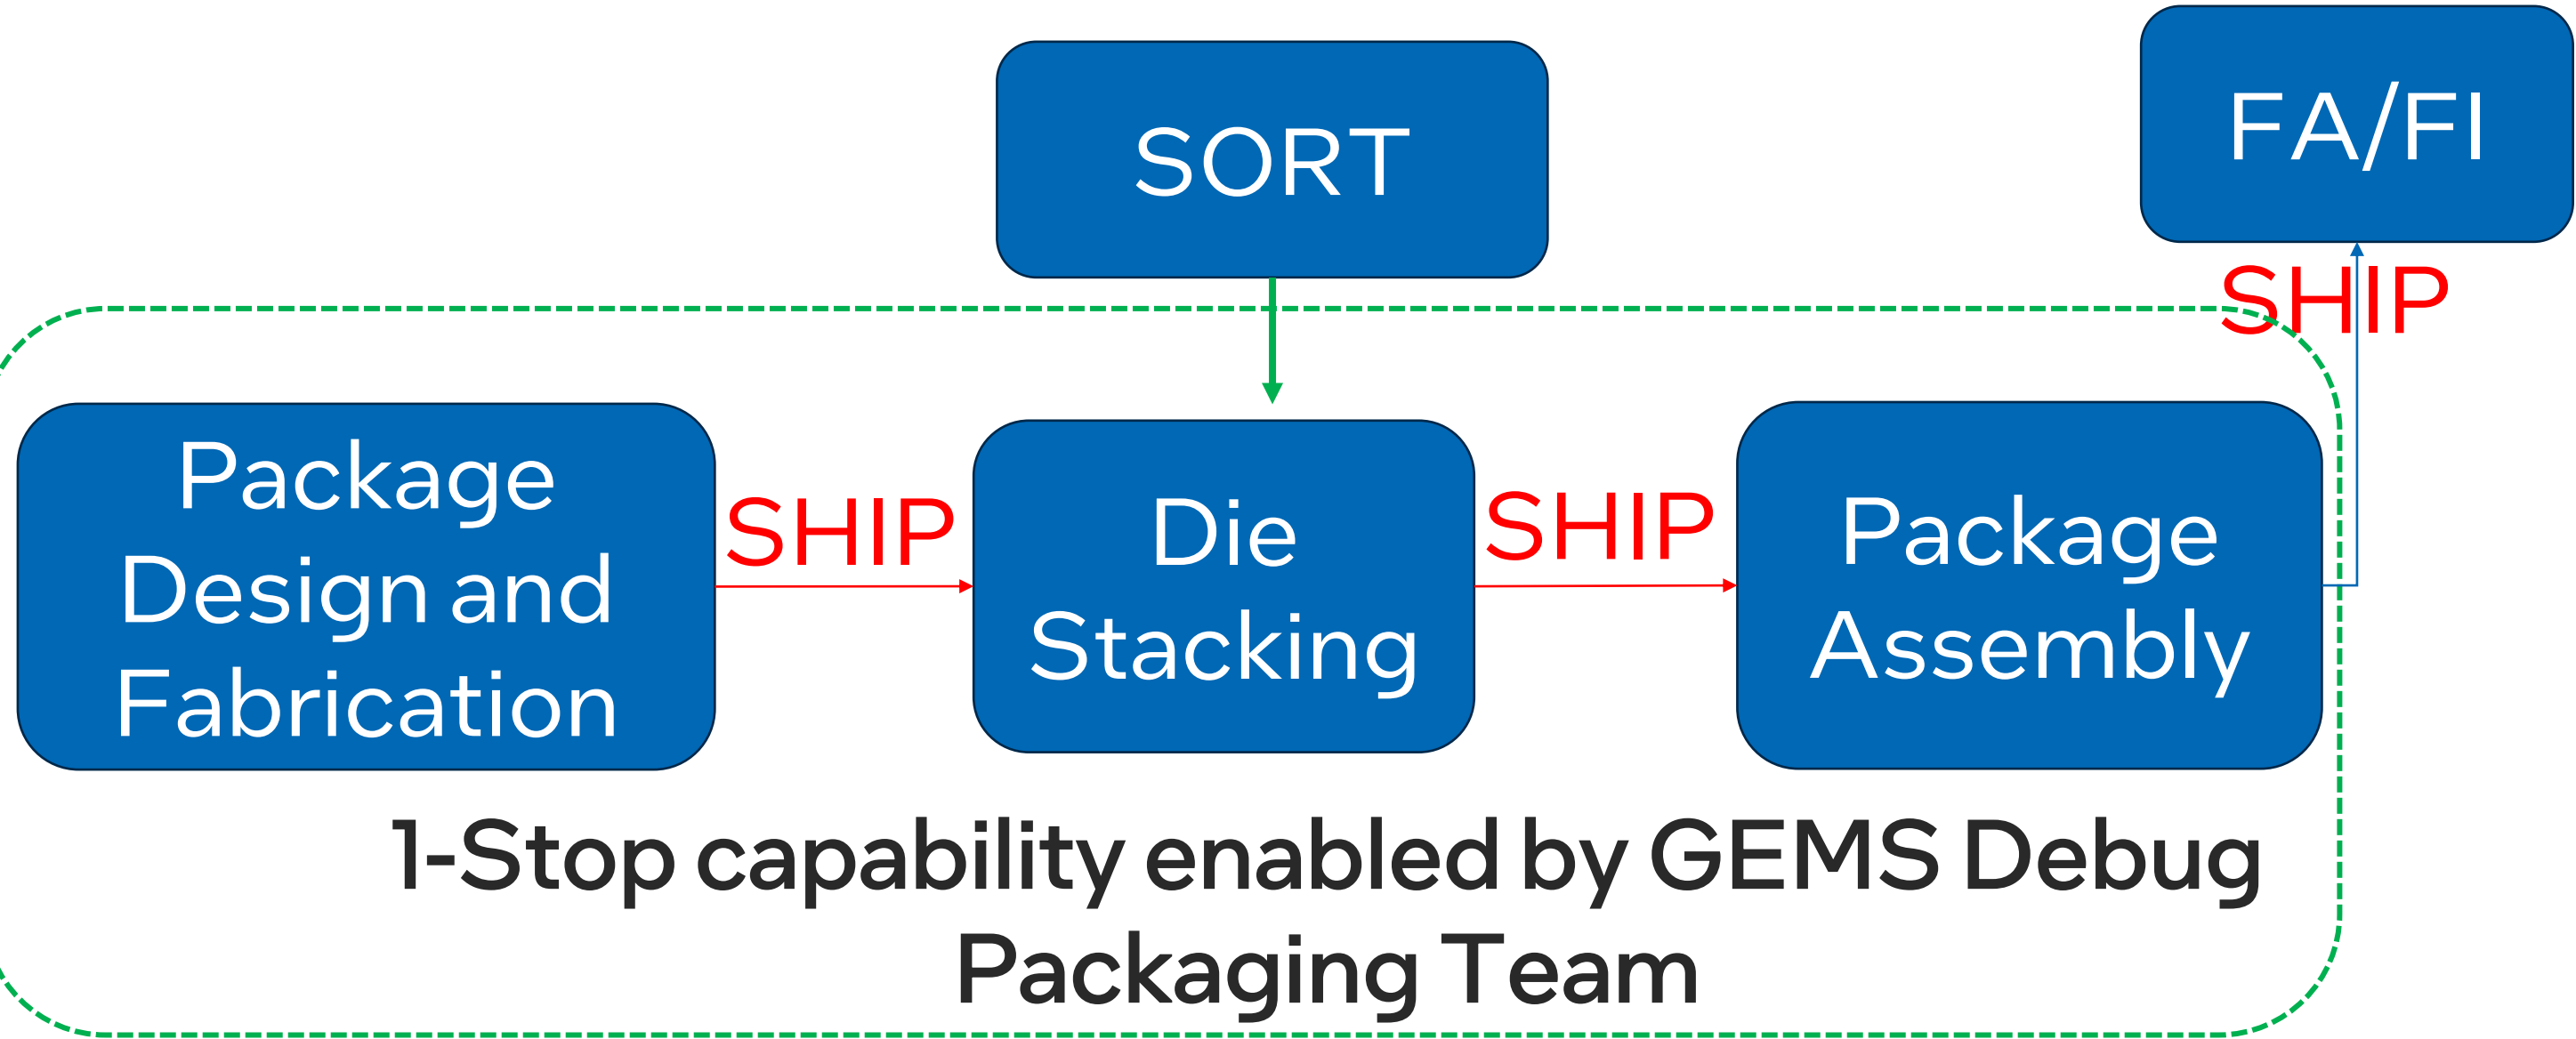 SORT
FA/FI
SHIP
Package
Design and
Fabrication
SHIP
Die
Stacking
SHIP
Package
Assembly
1-Stop capability enabled by GEMS Debug
Packaging Team